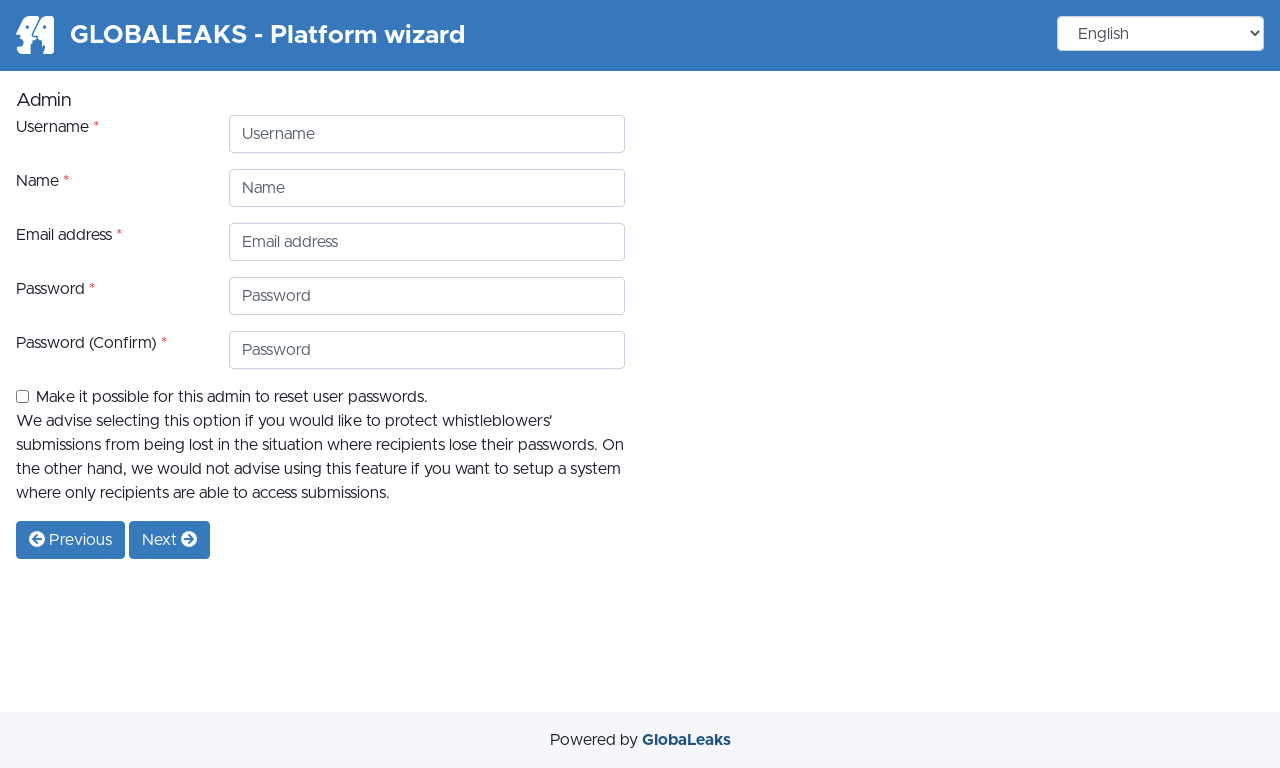 GLOBALEAKS - Platform wizard
English
Admin
Username *
Username
Name *
Name
Email address *
Email address
Password *
Password
Password (Confirm) *
Password
Make it possible for this admin to reset user passwords.
We advise selecting this option if you would like to protect whistleblowers'
submissions from being lost in the situation where recipients lose their passwords. On
the other hand, we would not advise using this feature if you want to setup a system
where only recipients are able to access submissions.
Previous
Next
Powered by GlobaLeaks